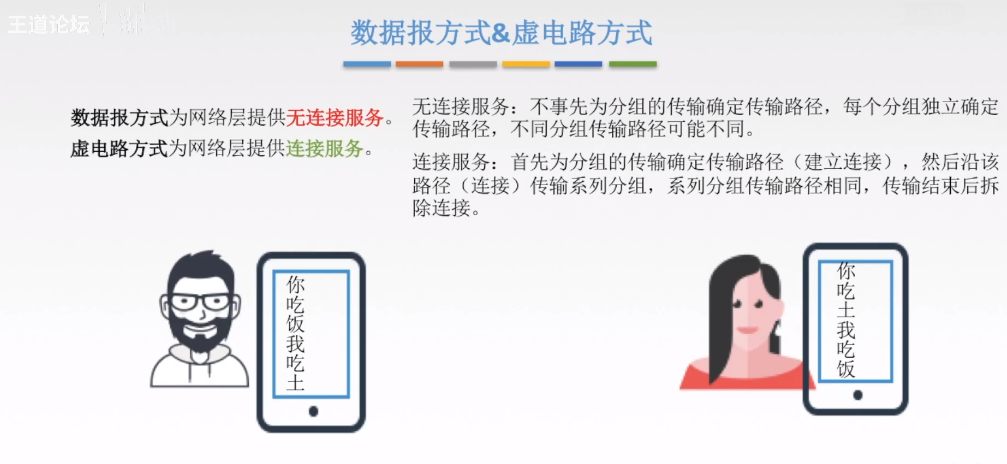 王道论坛
数据报方式&虚电路方式
数据报方式为网络层提供无连接服务。
虚电路方式为网络层提供连接服务。
无连接服务：不事先为分组的传输确定传输路径，每个分组独立确定
传输路径，不同分组传输路径可能不同。
连接服务：首先为分组的传输确定传输路径（建立连接），然后沿该
路径（连接）传输系列分组，系列分组传输路径相同，传输结束后拆
除连接。
你
吃
饭
我
吃
土
你
吃
土
我
吃
饭